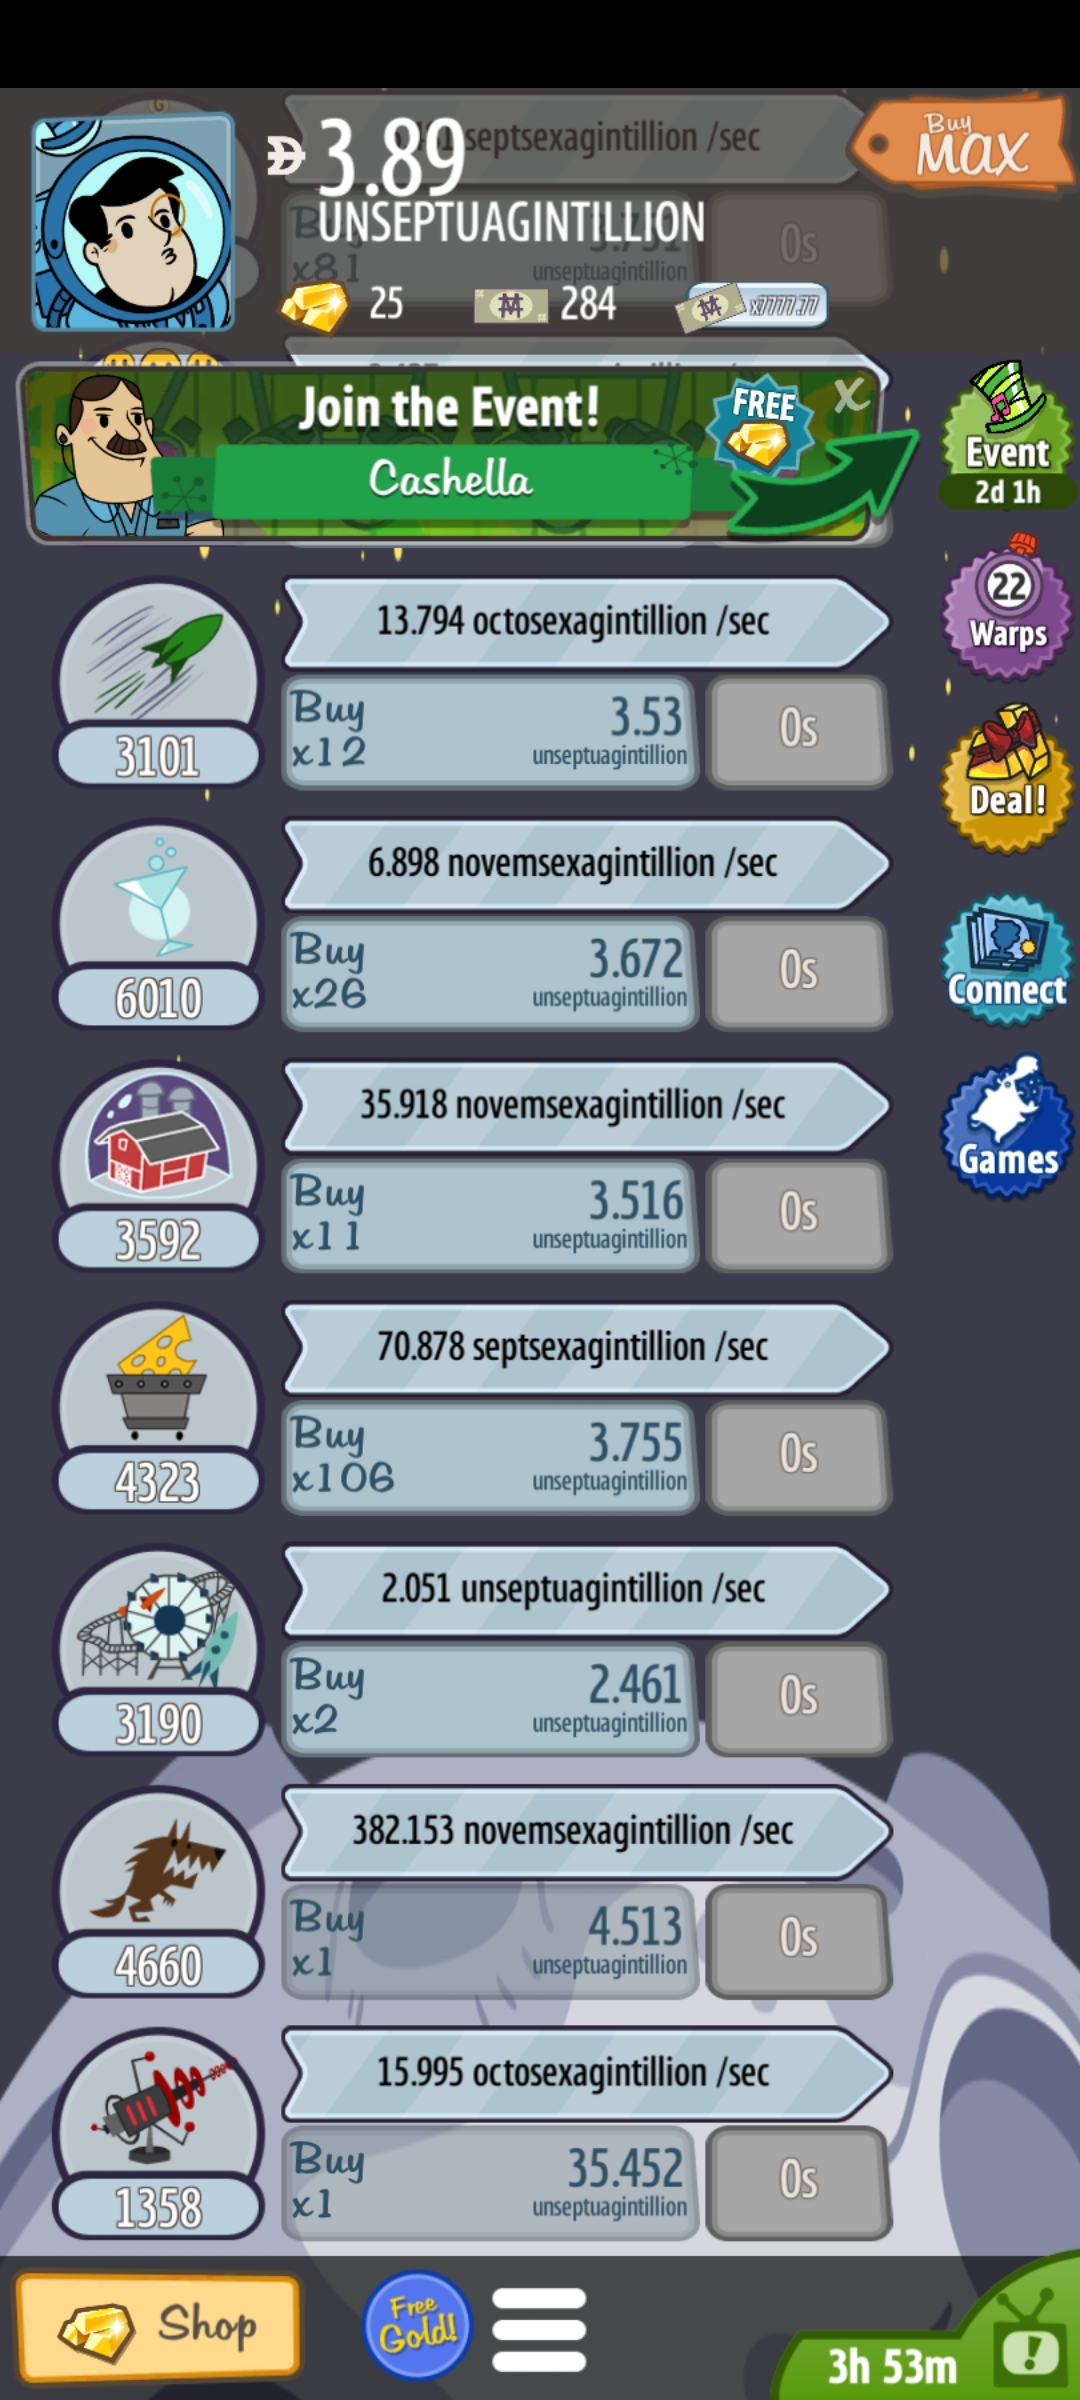 septsexagintillion /sec
3.89
UNSEPTUAGINTILLION
Buy
MAX
Buy
x81
3.731
unseptuagintillion
0s
25
284
x7777.77
Join the Event!
FREE
X
Cashella
Event
2d 1h
13.794 octosexagintillion /sec
3101
Buy
x12
3.53
unseptuagintillion
0s
22
Warps
Deal!
6.898 novemsexagintillion /sec
6010
Buy
x26
3.672
unseptuagintillion
0s
Connect
35.918 novemsexagintillion /sec
3592
Buy
x11
3.516
unseptuagintillion
0s
Games
70.878 septsexagintillion /sec
4323
Buy
x106
3.755
unseptuagintillion
0s
2.051 unseptuagintillion /sec
3190
Buy
x2
2.461
unseptuagintillion
0s
382.153 novemsexagintillion /sec
4660
Buy
x1
4.513
unseptuagintillion
0s
15.995 octosexagintillion /sec
1358
Buy
x1
35.452
unseptuagintillion
0s
Shop
Free
Gold!
3h 53m
!